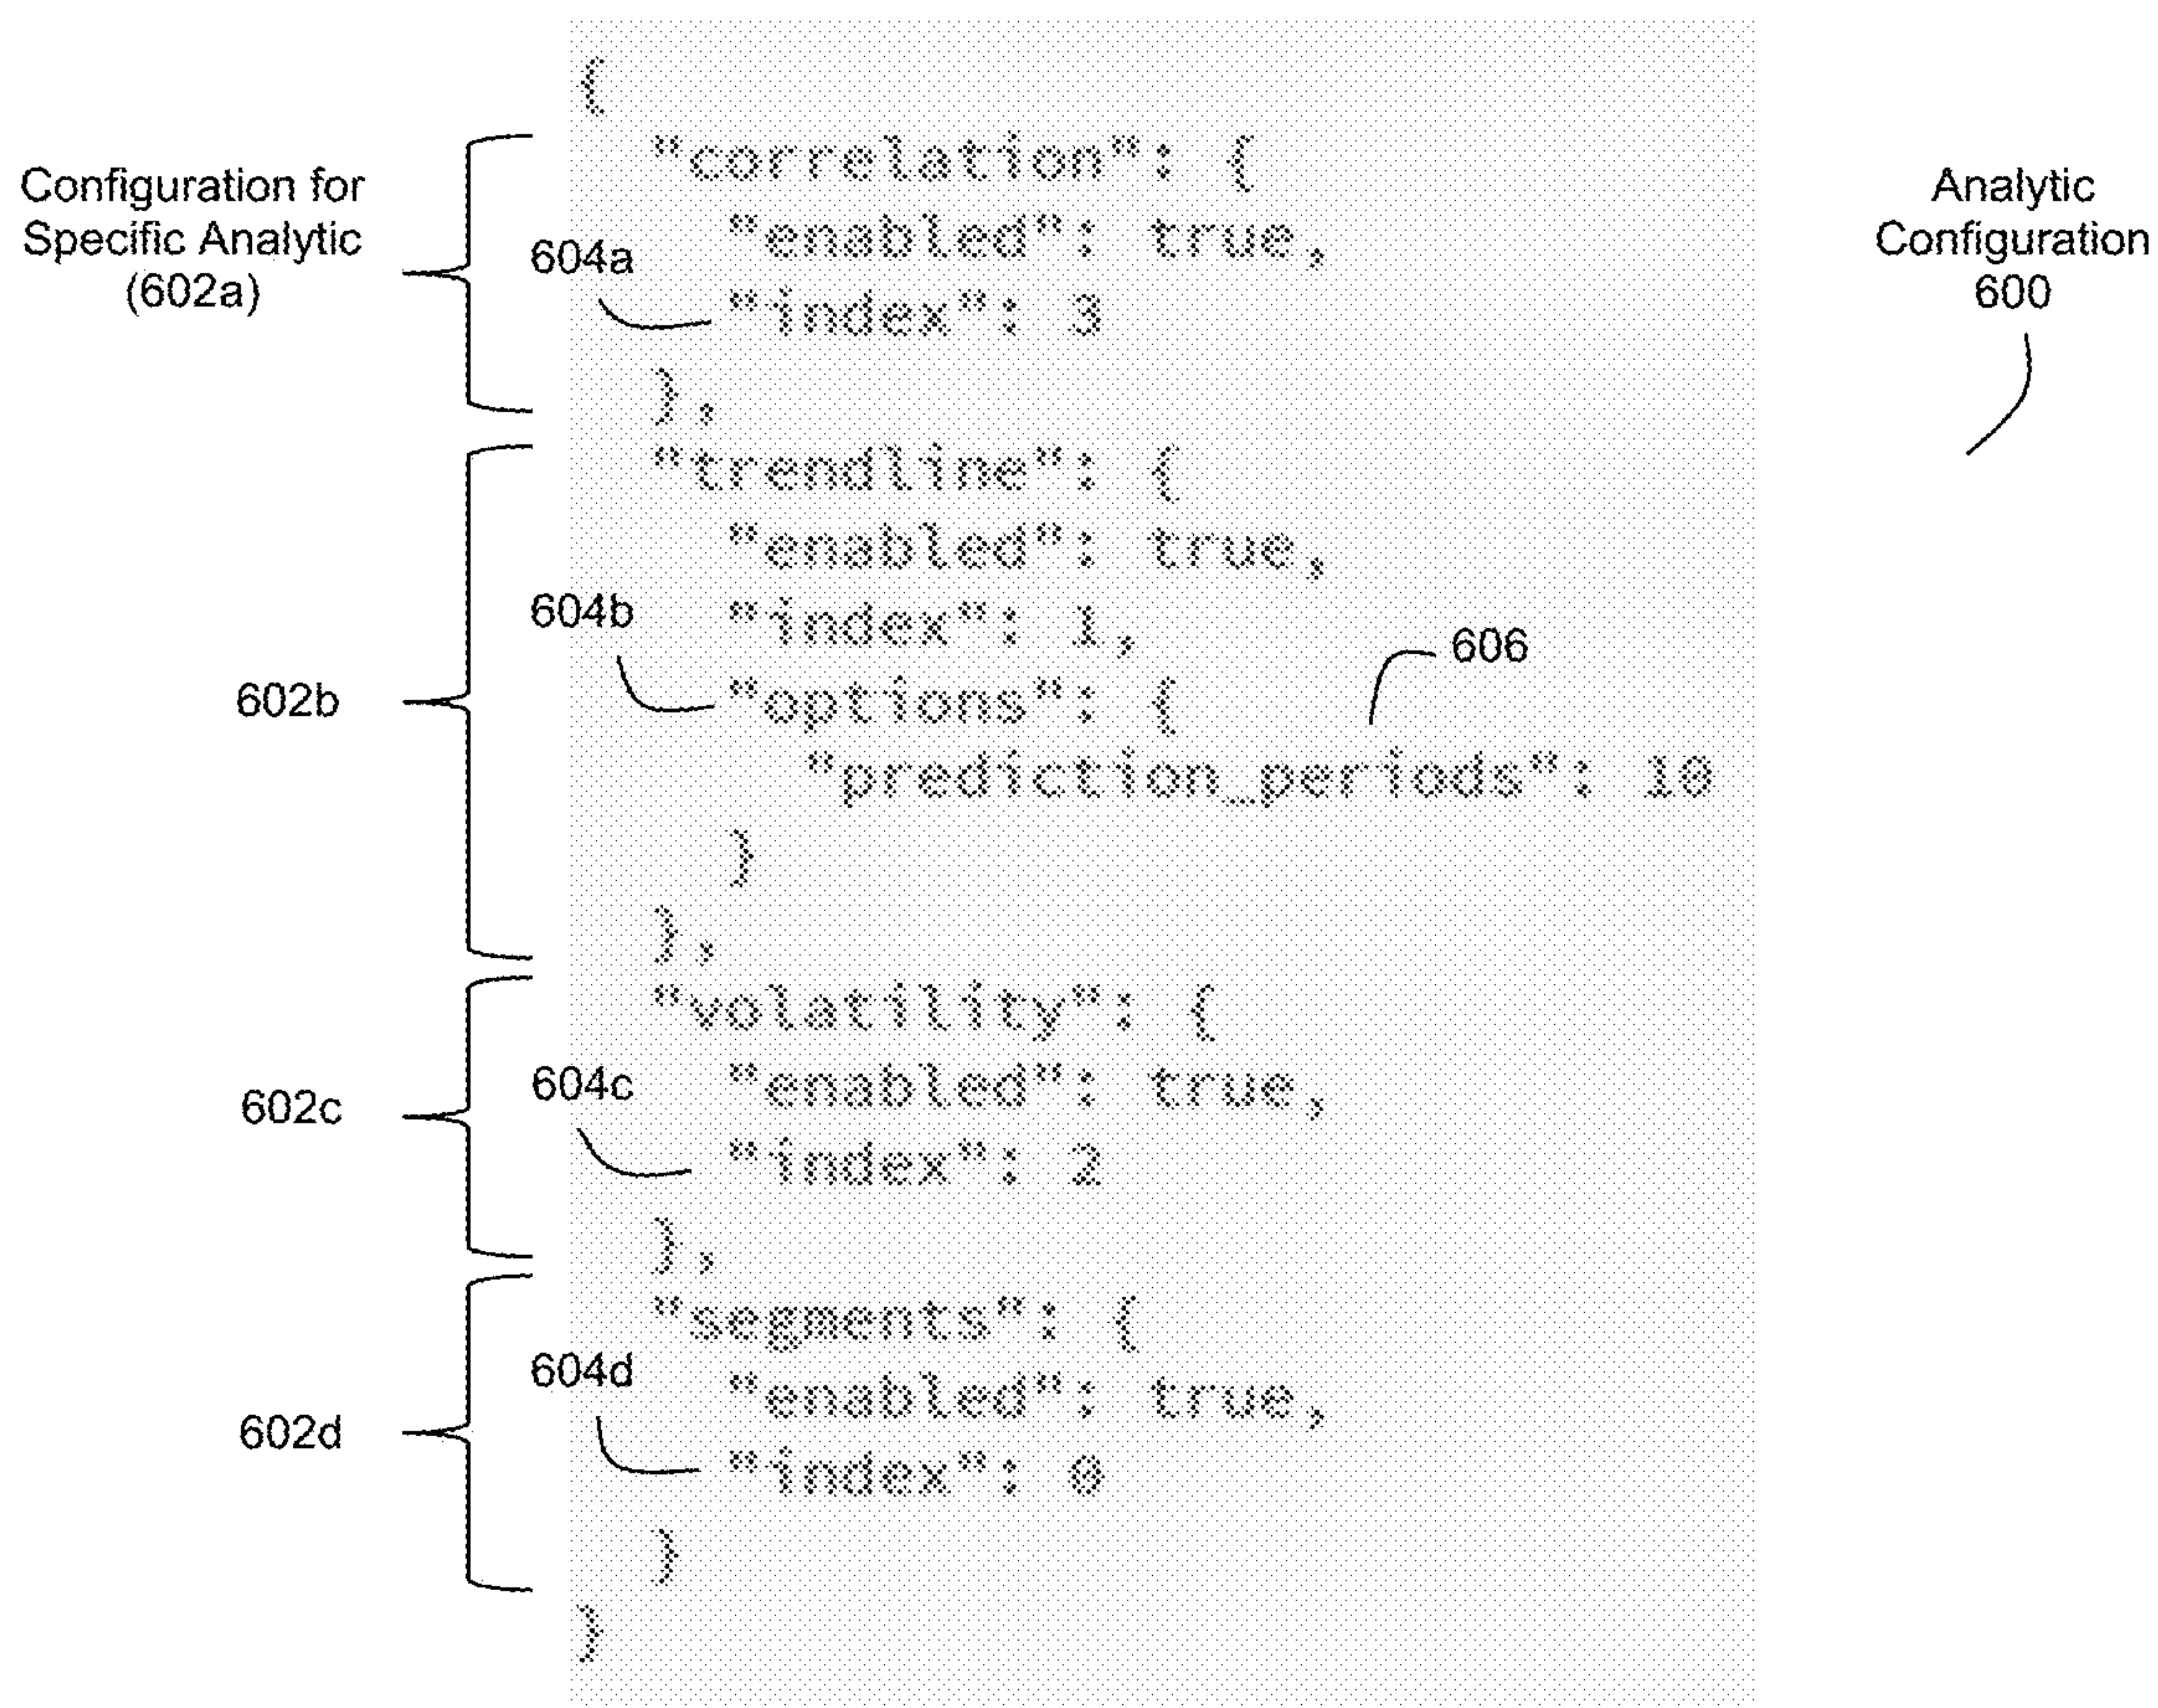 {
Configuration for
Specific Analytic
(602a)
"correlation": {
"enabled": true,
604a
"index": 3
},
Analytic
Configuration
600
602b
"trendline": {
"enabled": true,
"index": 1,
604b
"options": {
606
"prediction_periods": 10
}
},
602c
"volatility": {
"enabled": true,
604c
"index": 2
},
602d
"segments": {
"enabled": true,
604d
"index": 0
}
}